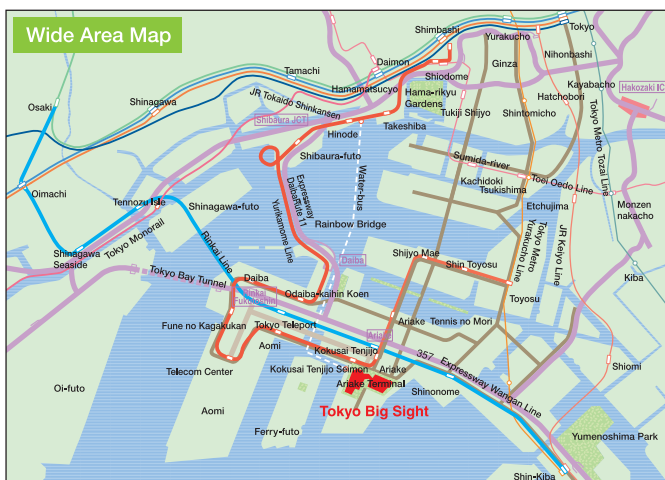 Wide Area Map
Shimbashi
Yurakucho
Tokyo
Nihonbashi
Ginza
Daimon
Kayabacho
Tamachi
Hamamatsucyo
Shiodome
Hakozaki IC
Osaki
Shinagawa
JR Tokaido Shinkansen
Hama-rikyu
Gardens
Hatchobori
Tukiji Shijyo
Shintomicho
Tokyo Metro Tozai Line
Shibaura JCT
Hinode
Takeshiba
Shibaura-futo
Sumida-river
Toei Oedo Line
Oimachi
Water-bus
Kachidoki
Tsukishima
Expressway
Daiba Route 11
Yurikamome Line
Tennozu Isle
Shinagawa-futo
Etchujima
Monzen
nakacho
Rainbow Bridge
Tokyo Monorail
Rinkai Line
Tokyo Metro
Yurakucho Line
JR Keiyo Line
Shinagawa
Seaside
Shijyo Mae
Daiba
Shin Toyosu
Tokyo Bay Tunnel
Daiba
Kiba
Rinkai
Fukutoshin
Odaiba-kaihin Koen
Toyosu
Fune no Kagakukan
Tokyo Teleport
Ariake
Ariake Tennis no Mori
Aomi
Kokusai Tenjijo
357
Expressway Wangan Line
Telecom Center
Kokusai Tenjijo Seimon
Ariake
Shiomi
Oi-futo
Ariake Terminal
Shinonome
Aomi
Tokyo Big Sight
Ferry-futo
Yumenoshima Park
Shin-Kiba